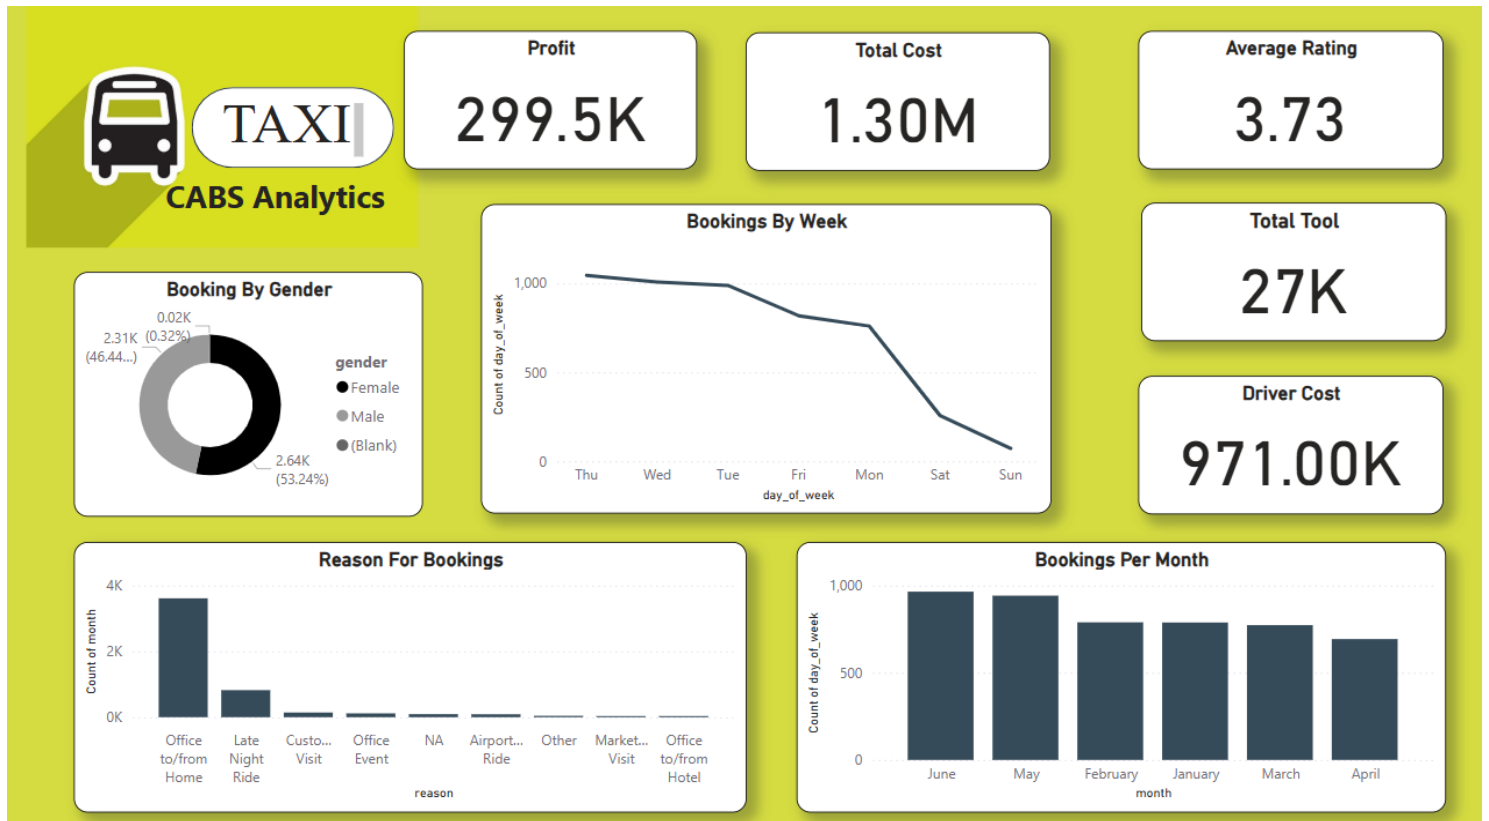 TAXI
CABS Analytics
Profit
299.5K
Total Cost
1.30M
Average Rating
3.73
Booking By Gender
0.02K
(0.32%)
2.31K
(46.44...)
2.64K
(53.24%)
gender
Female
Male
(Blank)
Bookings By Week
Count of day_of_week
1,000
500
0
Thu Wed Tue Fri Mon Sat Sun
day_of_week
Total Tool
27K
Driver Cost
971.00K
Reason For Bookings
Count of month
4K
2K
0K
Office to/from Home
Late Night Ride
Custo... Visit
Office Event
NA
Airport... Ride
Other
Market... Visit
Office to/from Hotel
reason
Bookings Per Month
Count of day_of_week
1,000
500
0
June May February January March April
month